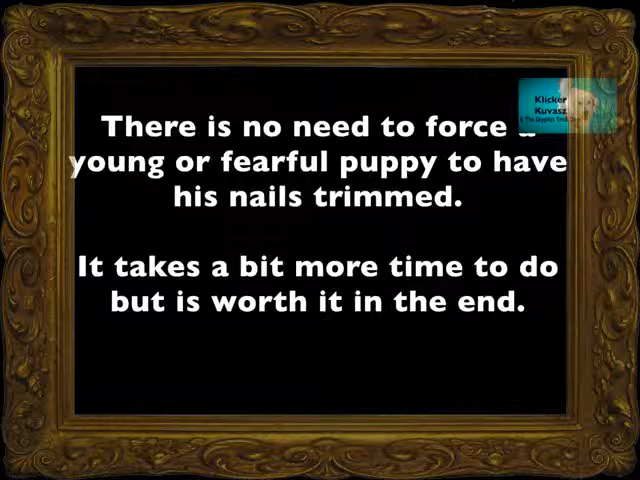 Klicker
Kuvasz
There is no need to force a
young or fearful puppy to have
his nails trimmed.
It takes a bit more time to do
but is worth it in the end.